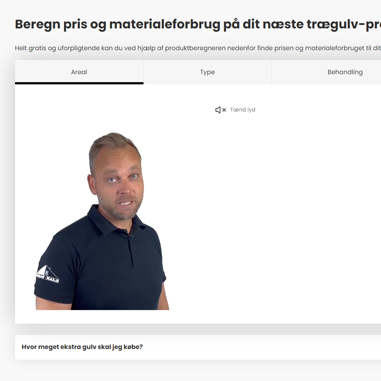 Beregn pris og materialeforbrug på dit næste trægulv-pr
Helt gratis og uforpligtende kan du ved hjælp af produktberegneren nedenfor finde prisen og materialeforbruget til dit
Areal
Type
Behandling
Tænd lyd
Hvor meget ekstra gulv skal jeg købe?